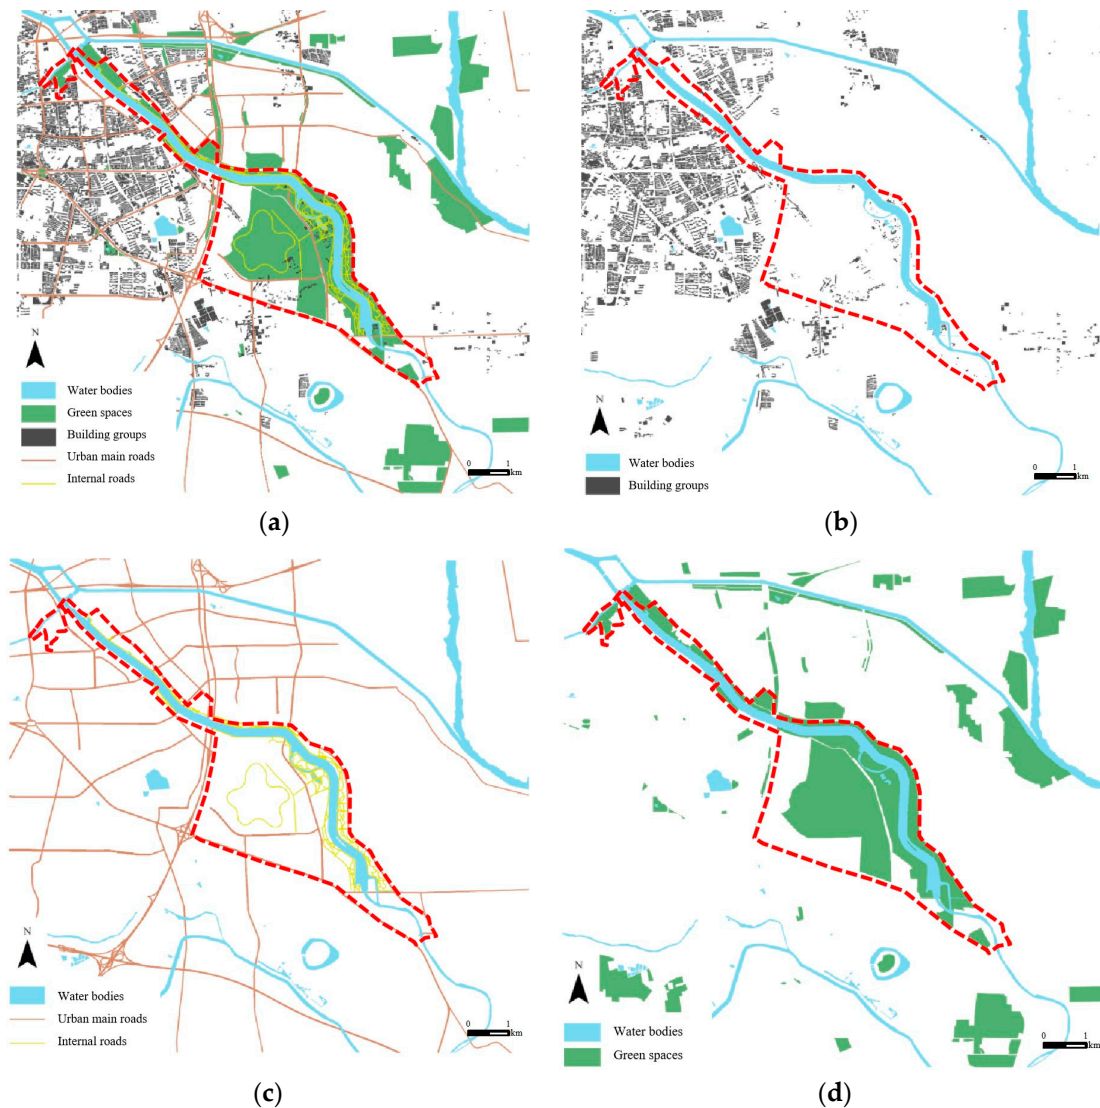 N
Water bodies
Green spaces
Building groups
Urban main roads
Internal roads
0 1
km
(a)
N
Water bodies
Building groups
0 1
km
(b)
N
Water bodies
Urban main roads
Internal roads
0 1
km
(c)
N
Water bodies
Green spaces
0 1
km
(d)